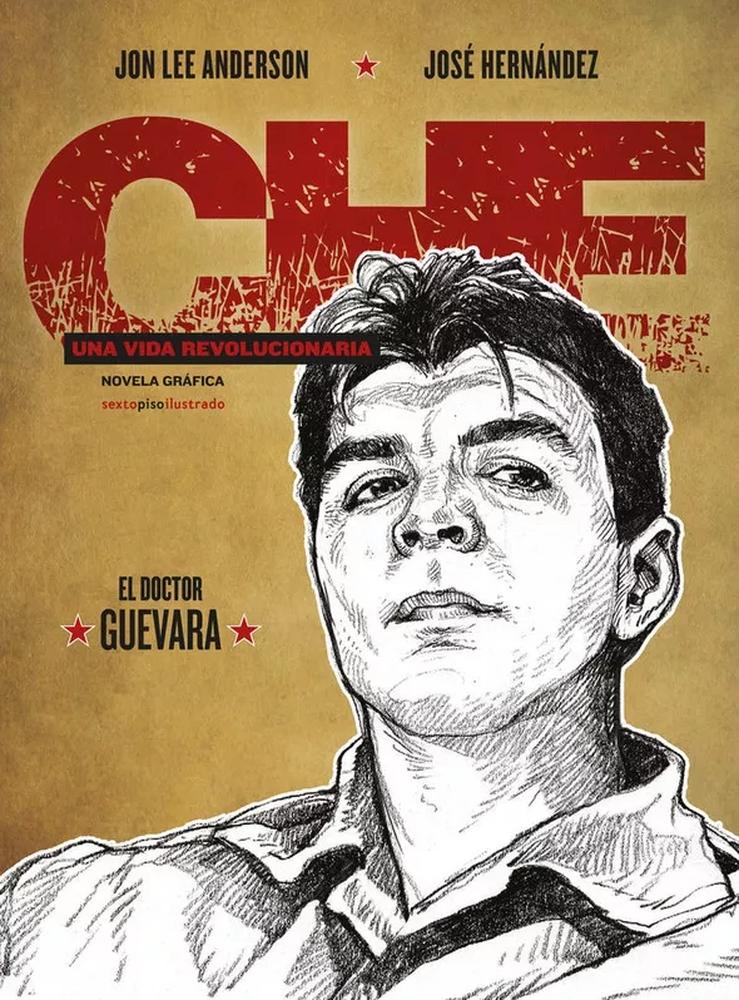 JON LEE ANDERSON ★ JOSÉ HERNÁNDEZ
CHE
UNA VIDA REVOLUCIONARIA
NOVELA GRÁFICA
sextopisoilustrado
EL DOCTOR
★ GUEVARA ★